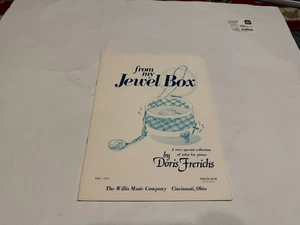 from
my
Jewel Box
A very special collection
of solos for piano
by
Doris Frerichs
The Willis Music Company Cincinnati, Ohio